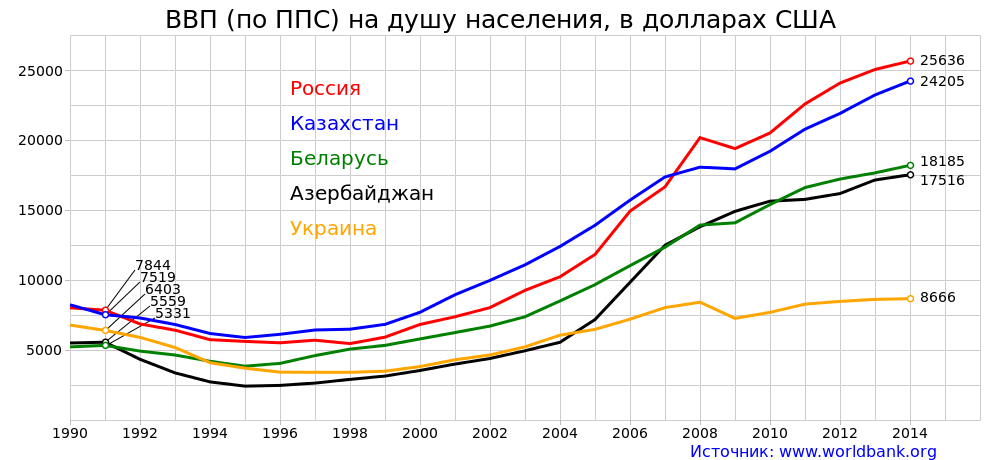 ВВП (по ППС) на душу населения, в долларах США
25000
20000
15000
10000
5000
Россия
Казахстан
Беларусь
Азербайджан
Украина
7844
7519
6403
5559
5331
25636
24205
18185
17516
8666
1990 1992 1994 1996 1998 2000 2002 2004 2006 2008 2010 2012 2014
Источник: www.worldbank.org